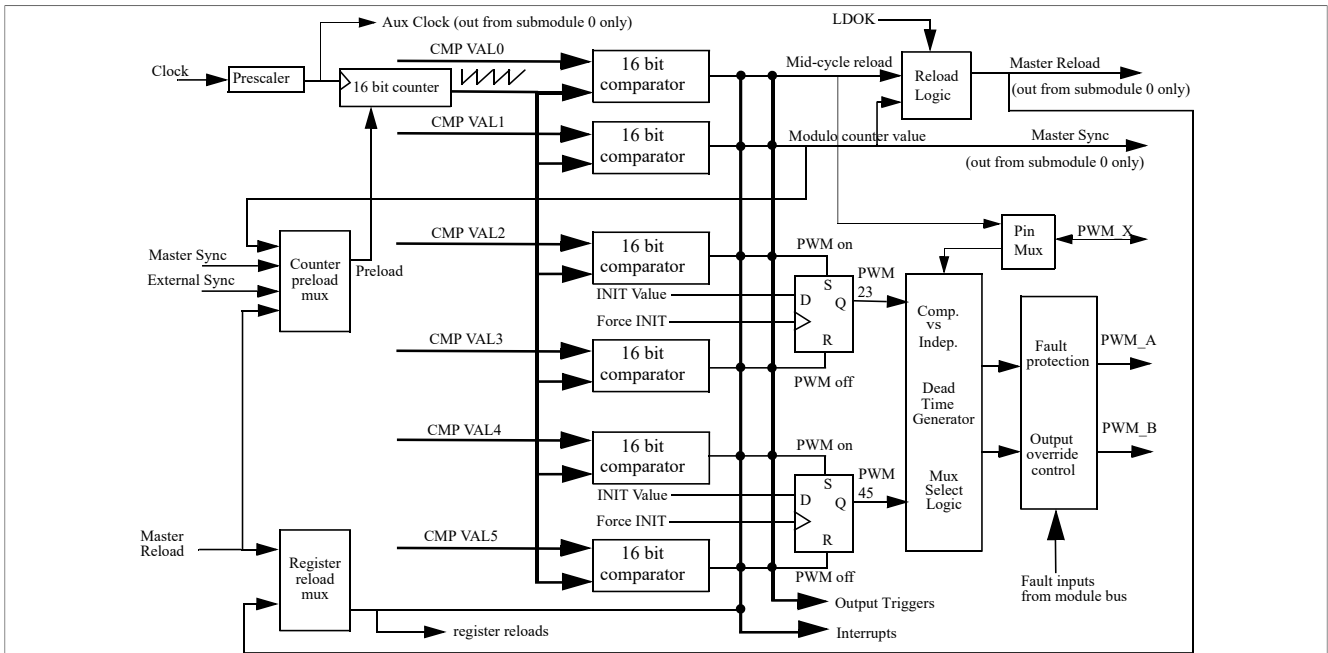 Aux Clock (out from submodule 0 only)
LDOK
Clock
Prescaler
16 bit counter
CMP VAL0
16 bit
comparator
Mid-cycle reload
Reload
Logic
Master Reload
(out from submodule 0 only)
CMP VAL1
16 bit
comparator
Modulo counter value
Master Sync
(out from submodule 0 only)
Master Sync
External Sync
Counter
preload
mux
Preload
CMP VAL2
16 bit
comparator
PWM on
Pin
Mux
PWM_X
INIT Value
Force INIT
D
S
Q
R
PWM
23
CMP VAL3
16 bit
comparator
PWM off
Comp.
vs
Indep.
Dead
Time
Generator
Mux
Select
Logic
Fault
protection
Output
override
control
PWM_A
PWM_B
CMP VAL4
16 bit
comparator
PWM on
INIT Value
Force INIT
D
S
Q
R
PWM
45
Master
Reload
Register
reload
mux
CMP VAL5
16 bit
comparator
PWM off
Fault inputs
from module bus
Output Triggers
register reloads
Interrupts